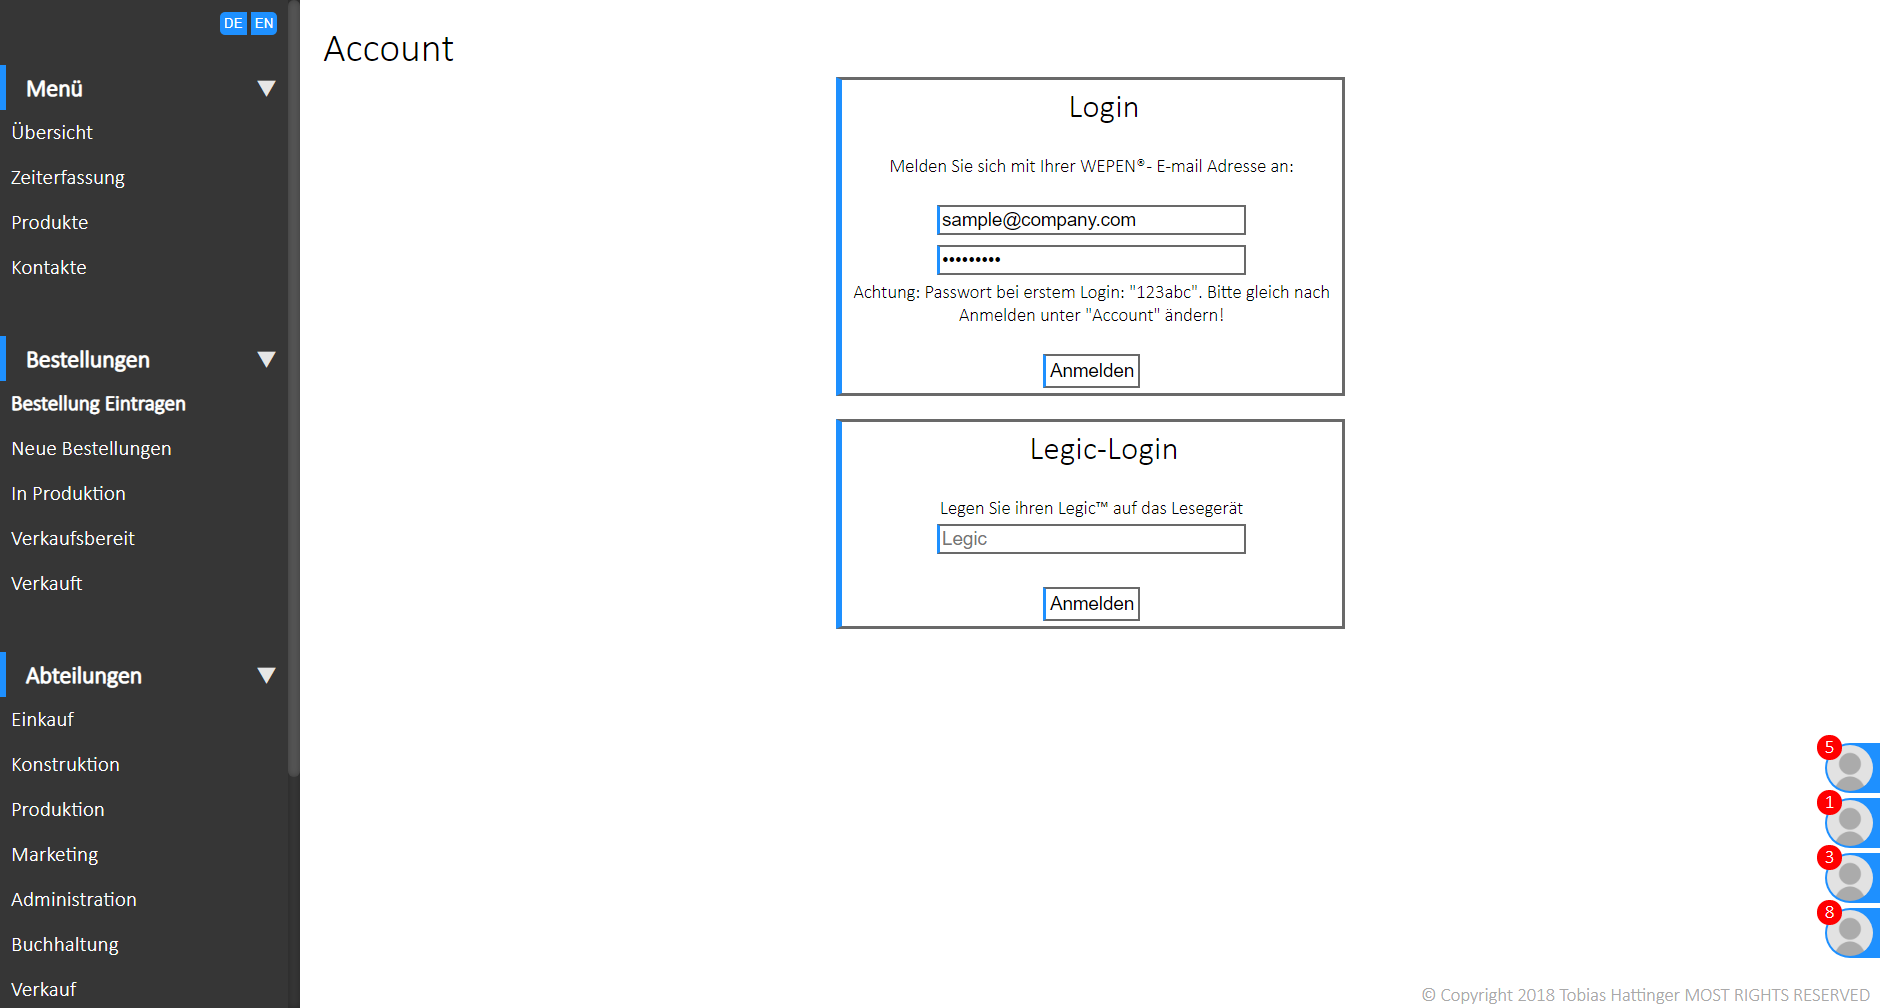 DE EN
Menü ▼
Übersicht
Zeiterfassung
Produkte
Kontakte
Bestellungen ▼
Bestellung Eintragen
Neue Bestellungen
In Produktion
Verkaufsbereit
Verkauft
Abteilungen ▼
Einkauf
Konstruktion
Produktion
Marketing
Administration
Buchhaltung
Verkauf
Account
Login
Melden Sie sich mit Ihrer WEPEN®- E-mail Adresse an:
sample@company.com
•••••••••
Achtung: Passwort bei erstem Login: "123abc". Bitte gleich nach
Anmelden unter "Account" ändern!
Anmelden
Legic-Login
Legen Sie ihren Legic™ auf das Lesegerät
Legic
Anmelden
5
1
3
8
© Copyright 2018 Tobias Hattinger MOST RIGHTS RESERVED